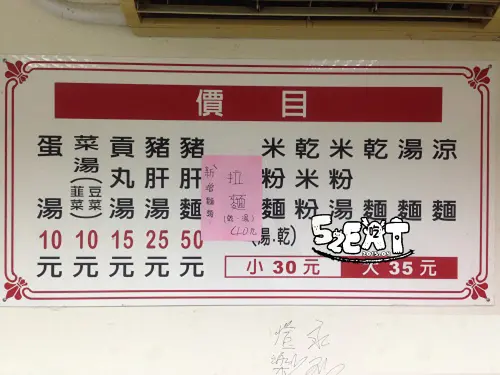 價目
蛋湯
10元
菜湯(韭菜 豆菜)
10元
貢丸湯
15元
豬肝湯
25元
豬肝麵
50元
新增麵類
拉麵
(乾.湯)
40元
米粉麵
(湯.乾)
乾米粉
米粉湯
乾麵
湯麵
涼麵
小30元 大35元